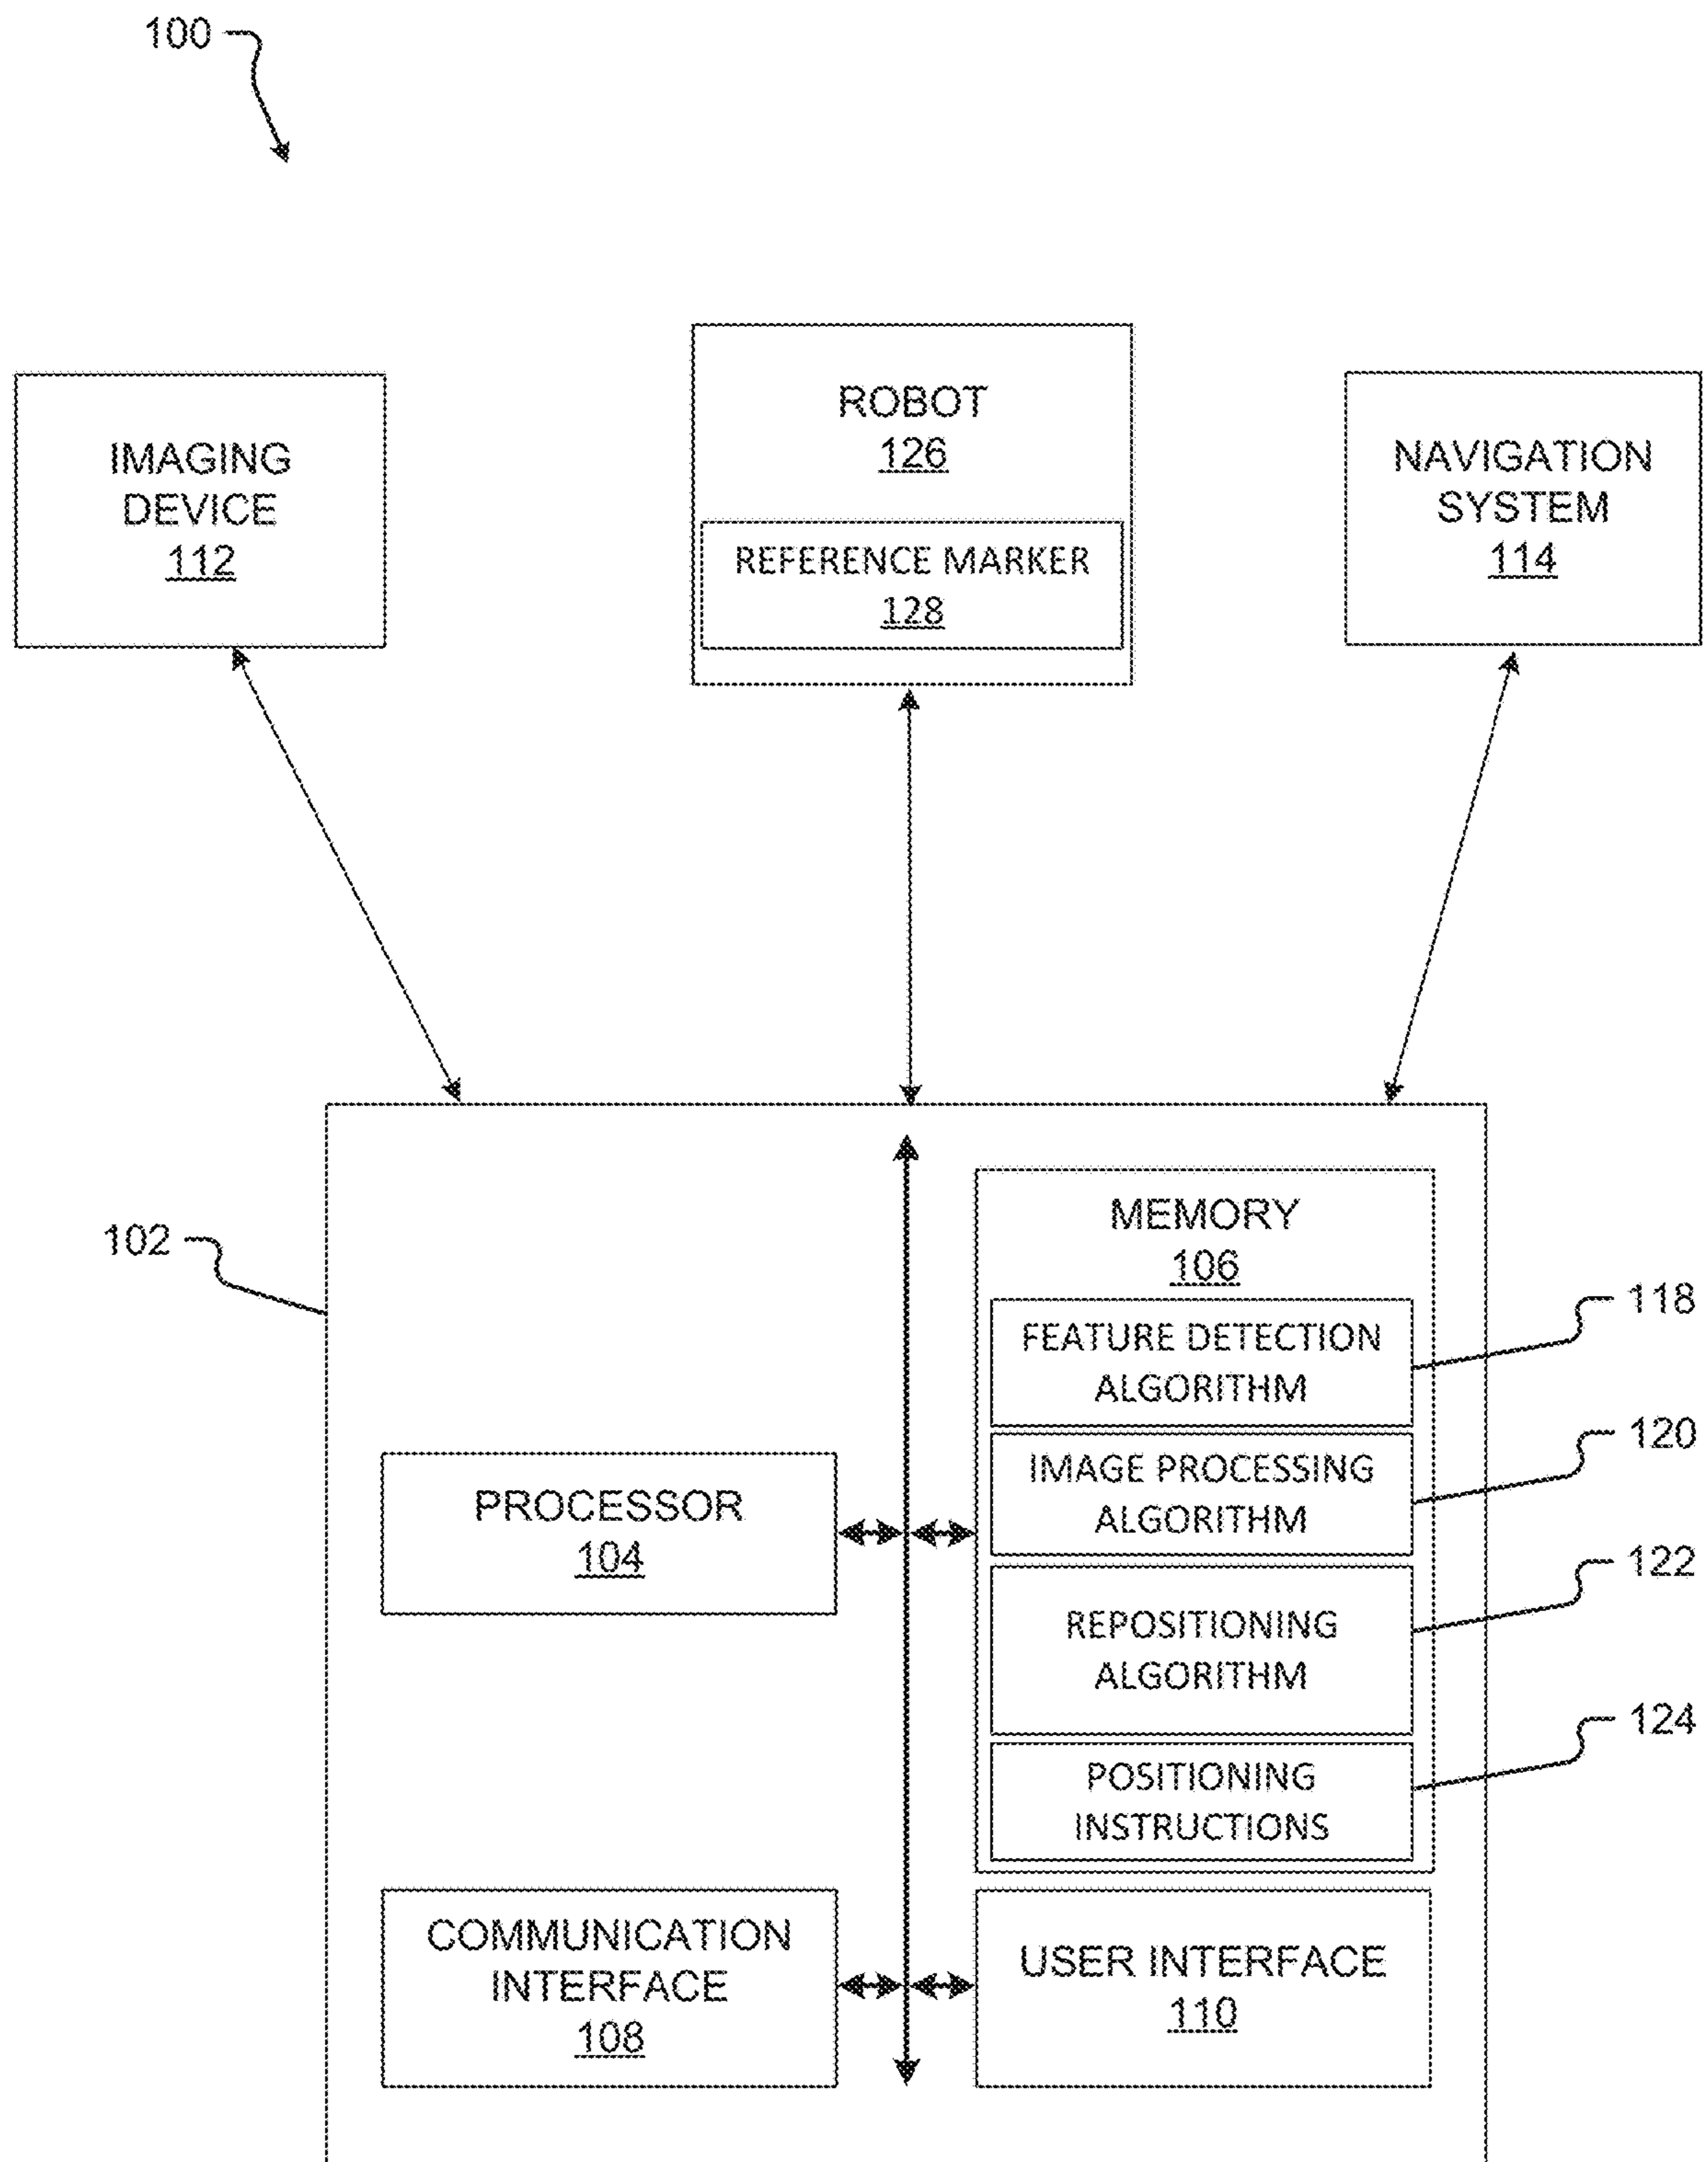 100
ROBOT
126
REFERENCE MARKER
128
IMAGING
DEVICE
112
NAVIGATION
SYSTEM
114
102
MEMORY
106
FEATURE DETECTION
ALGORITHM
118
IMAGE PROCESSING
ALGORITHM
120
REPOSITIONING
ALGORITHM
122
POSITIONING
INSTRUCTIONS
124
PROCESSOR
104
COMMUNICATION
INTERFACE
108
USER INTERFACE
110